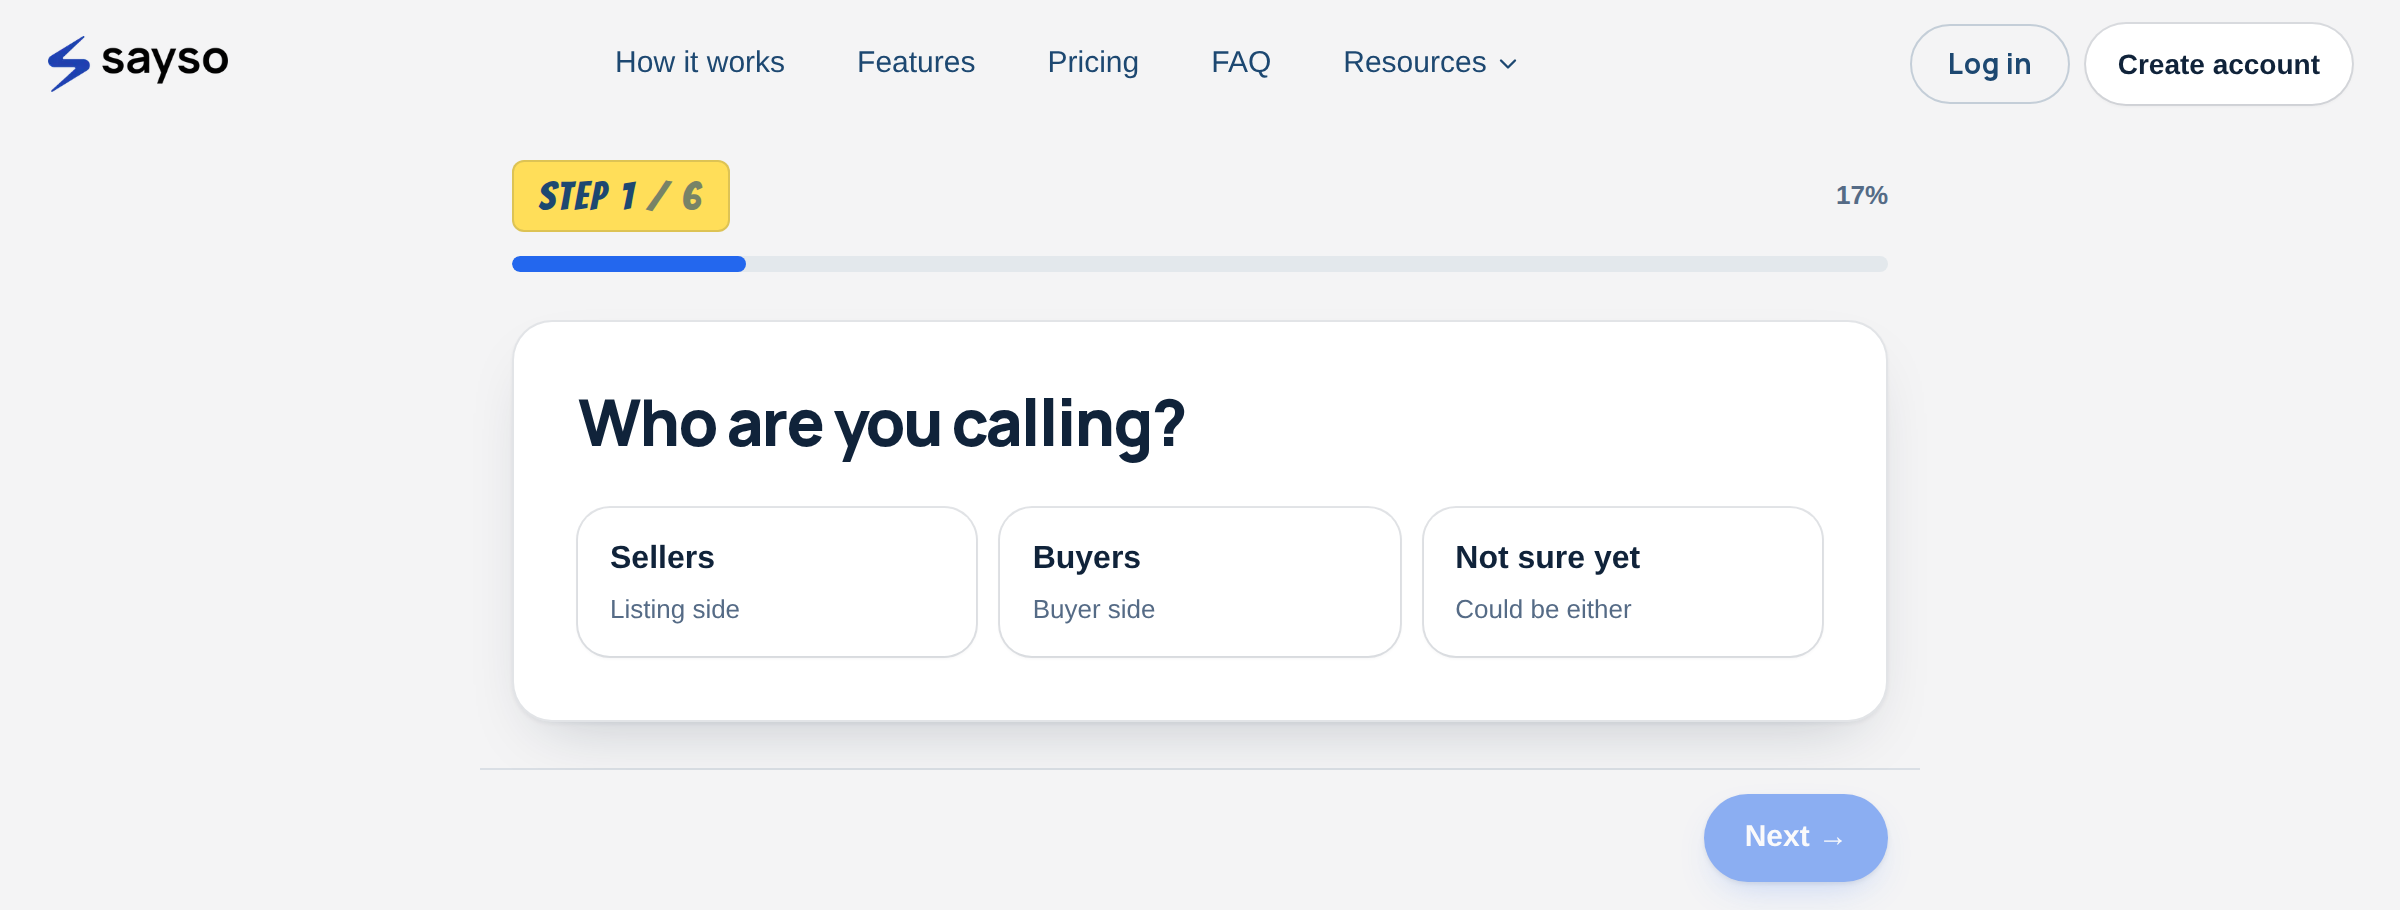 sayso
How it works
Features
Pricing
FAQ
Resources
Log in
Create account
STEP 1 / 6
17%
Who are you calling?
Sellers
Listing side
Buyers
Buyer side
Not sure yet
Could be either
Next →